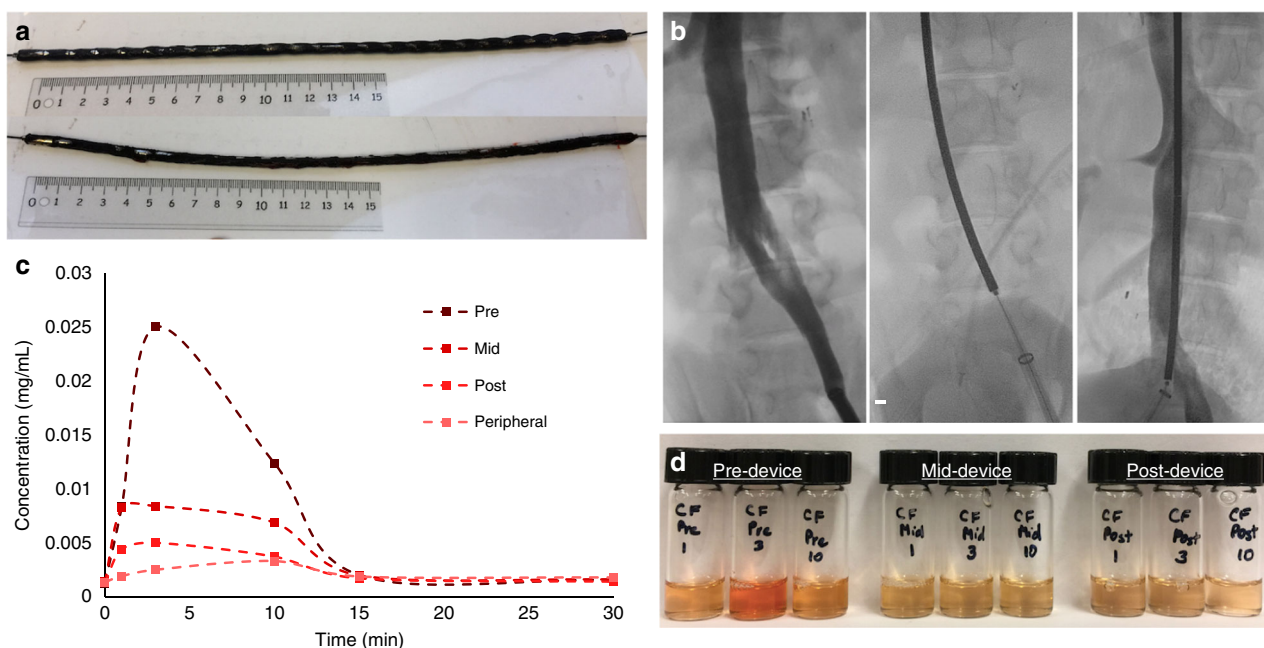 a
0 1 2 3 4 5 6 7 8 9 10 11 12 13 14 15
0 1 2 3 4 5 6 7 8 9 10 11 12 13 14 15
b
c
0.03
0.025
0.02
0.015
0.01
0.005
0
Concentration (mg/mL)
0 5 10 15 20 25 30
Time (min)
Pre
Mid
Post
Peripheral
d
Pre-device
Mid-device
Post-device
CF
Pre
1
CF
Pre
3
CF
Pre
10
CF
Mid
1
CF
Mid
3
CF
Mid
10
CF
Post
1
CF
Post
3
CF
Post
10